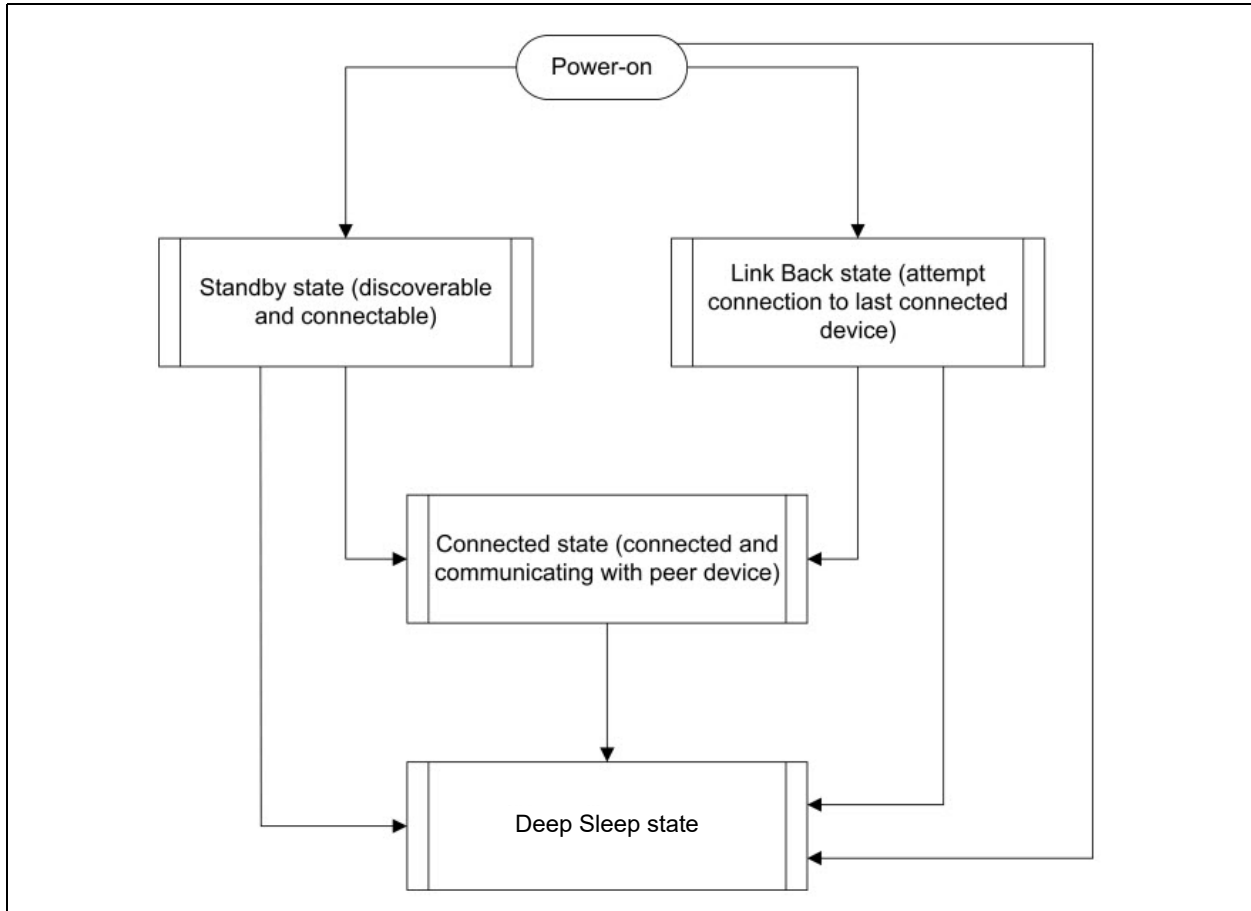 Power-on
Standby state (discoverable
and connectable)
Link Back state (attempt
connection to last connected
device)
Connected state (connected and
communicating with peer device)
Deep Sleep state